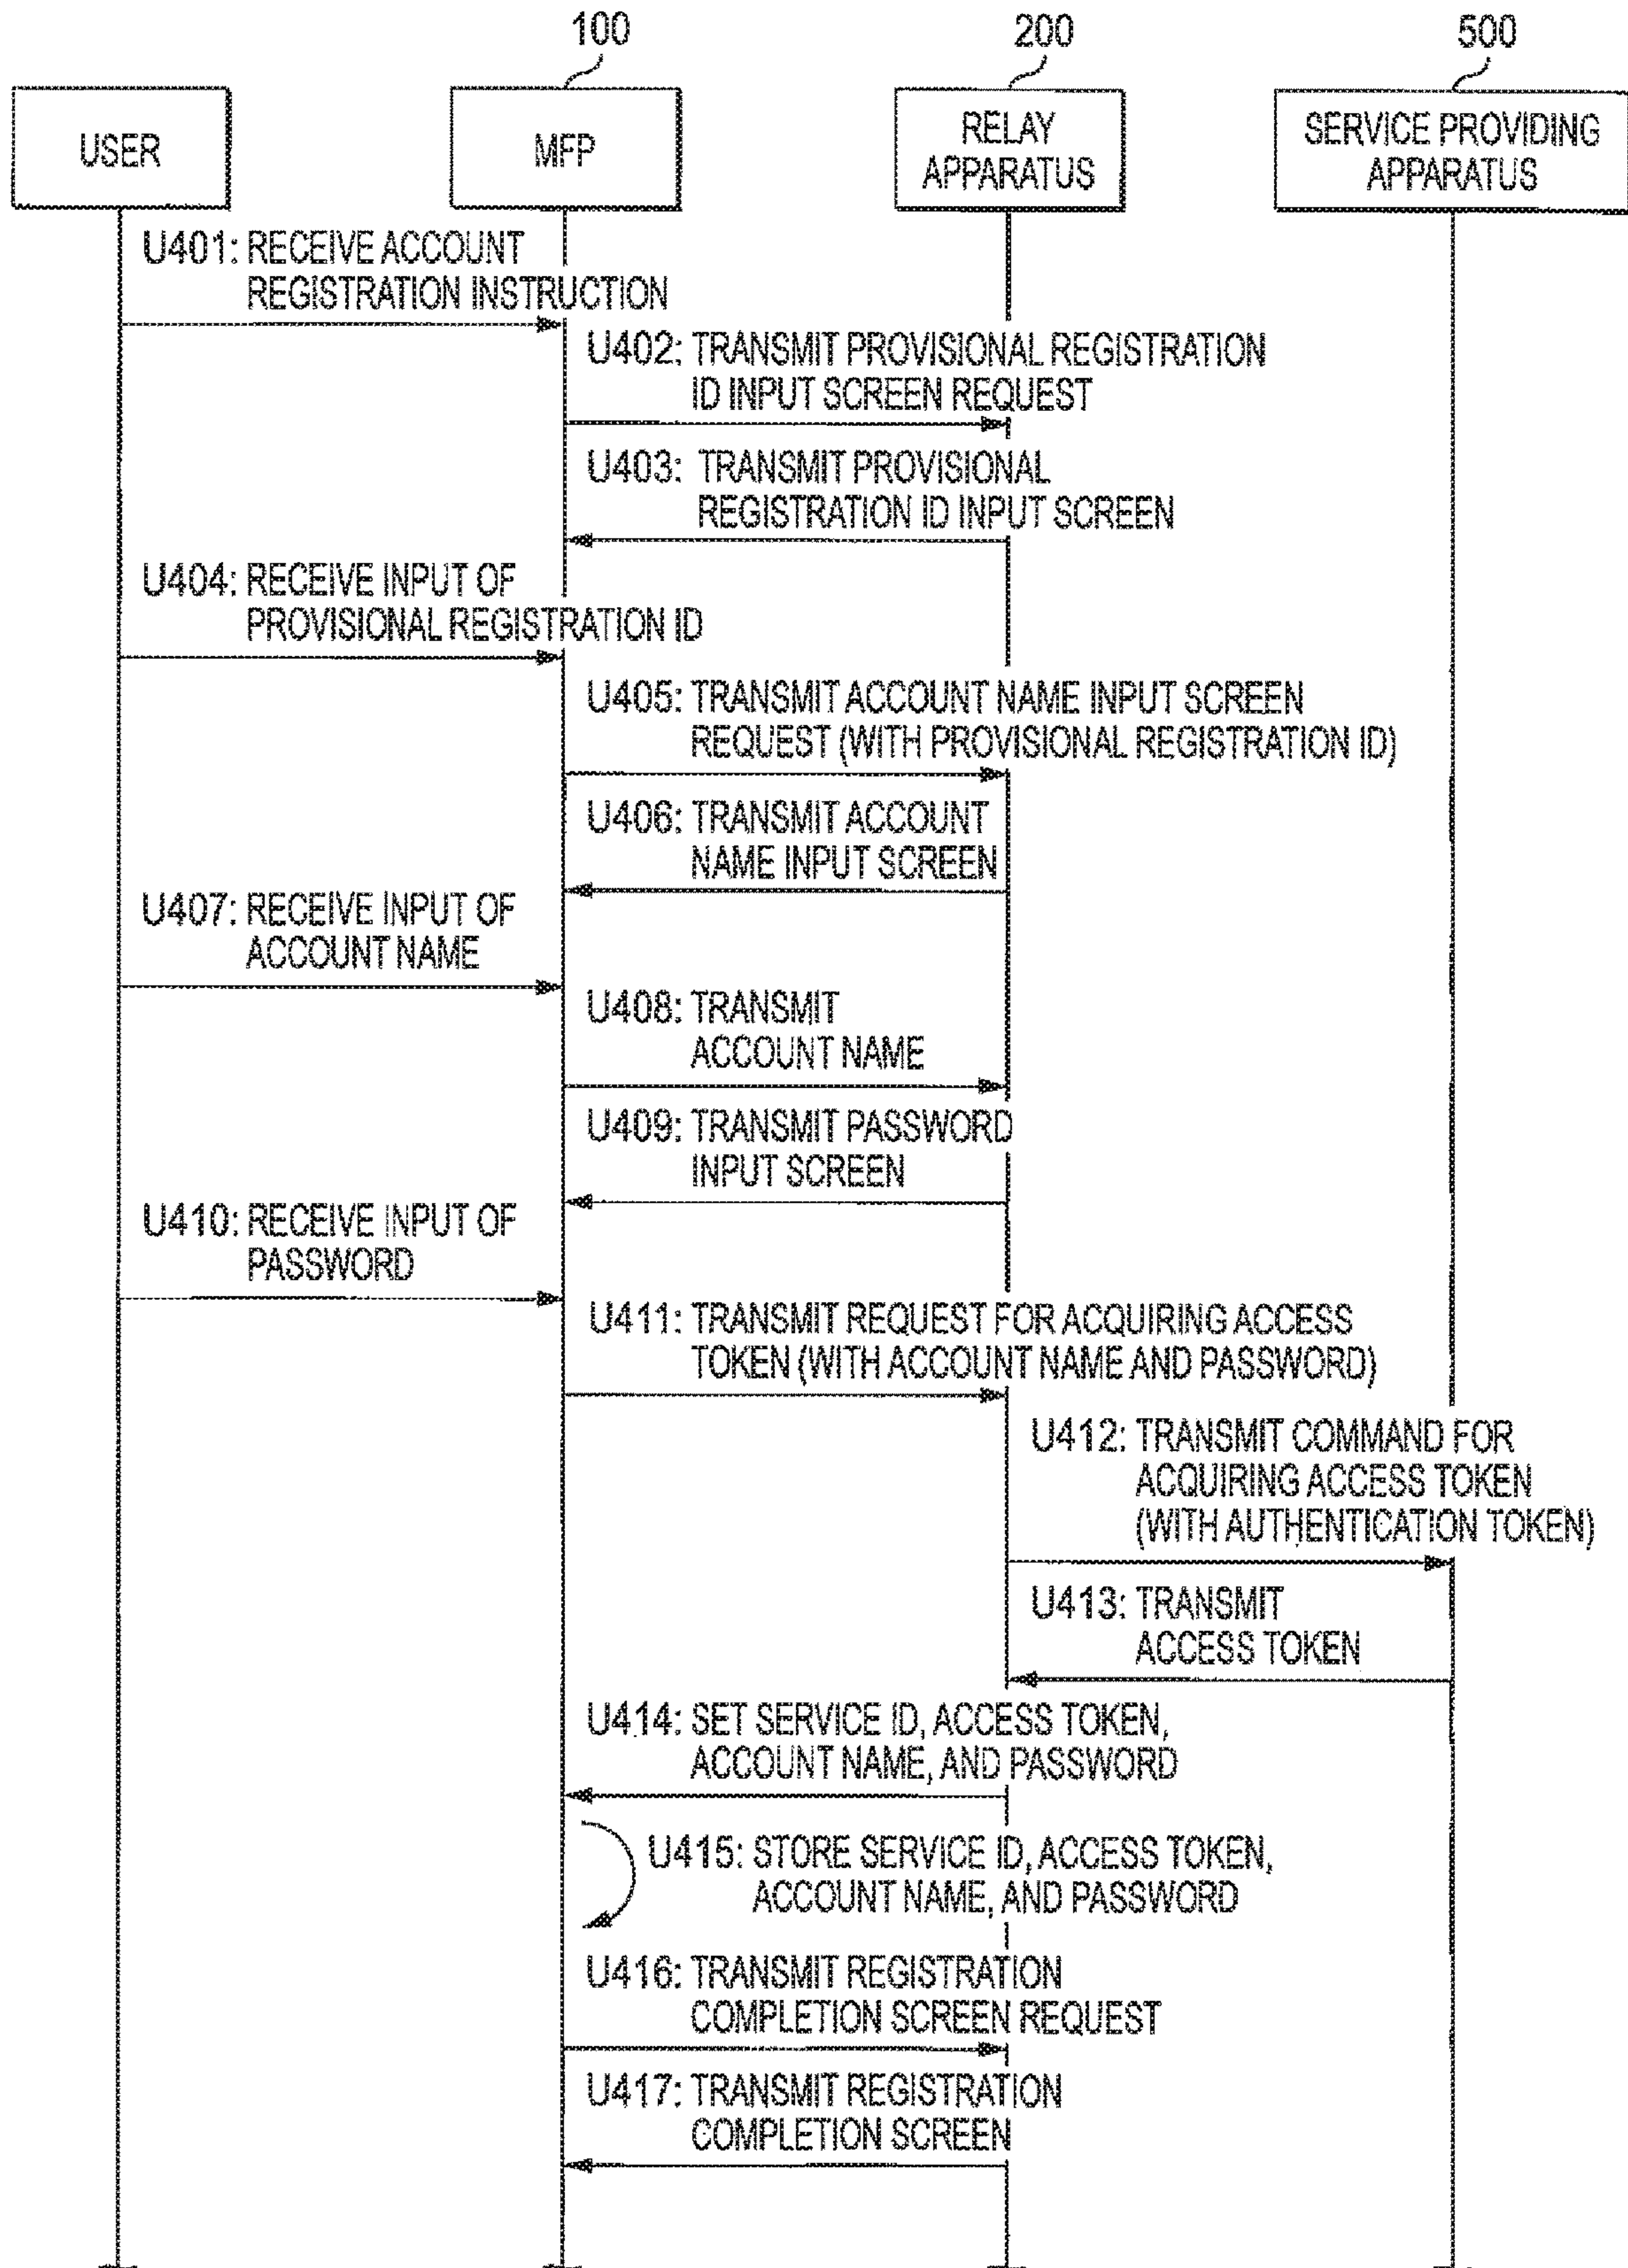 100
200
500
USER
MFP
RELAY
APPARATUS
SERVICE PROVIDING
APPARATUS
U401: RECEIVE ACCOUNT
REGISTRATION INSTRUCTION
U402: TRANSMIT PROVISIONAL REGISTRATION
ID INPUT SCREEN REQUEST
U403: TRANSMIT PROVISIONAL
REGISTRATION ID INPUT SCREEN
U404: RECEIVE INPUT OF
PROVISIONAL REGISTRATION ID
U405: TRANSMIT ACCOUNT NAME INPUT SCREEN
REQUEST (WITH PROVISIONAL REGISTRATION ID)
U406: TRANSMIT ACCOUNT
NAME INPUT SCREEN
U407: RECEIVE INPUT OF
ACCOUNT NAME
U408: TRANSMIT
ACCOUNT NAME
U409: TRANSMIT PASSWORD
INPUT SCREEN
U410: RECEIVE INPUT OF
PASSWORD
U411: TRANSMIT REQUEST FOR ACQUIRING ACCESS
TOKEN (WITH ACCOUNT NAME AND PASSWORD)
U412: TRANSMIT COMMAND FOR
ACQUIRING ACCESS TOKEN
(WITH AUTHENTICATION TOKEN)
U413: TRANSMIT
ACCESS TOKEN
U414: SET SERVICE ID, ACCESS TOKEN,
ACCOUNT NAME, AND PASSWORD
U415: STORE SERVICE ID, ACCESS TOKEN,
ACCOUNT NAME, AND PASSWORD
U416: TRANSMIT REGISTRATION
COMPLETION SCREEN REQUEST
U417: TRANSMIT REGISTRATION
COMPLETION SCREEN